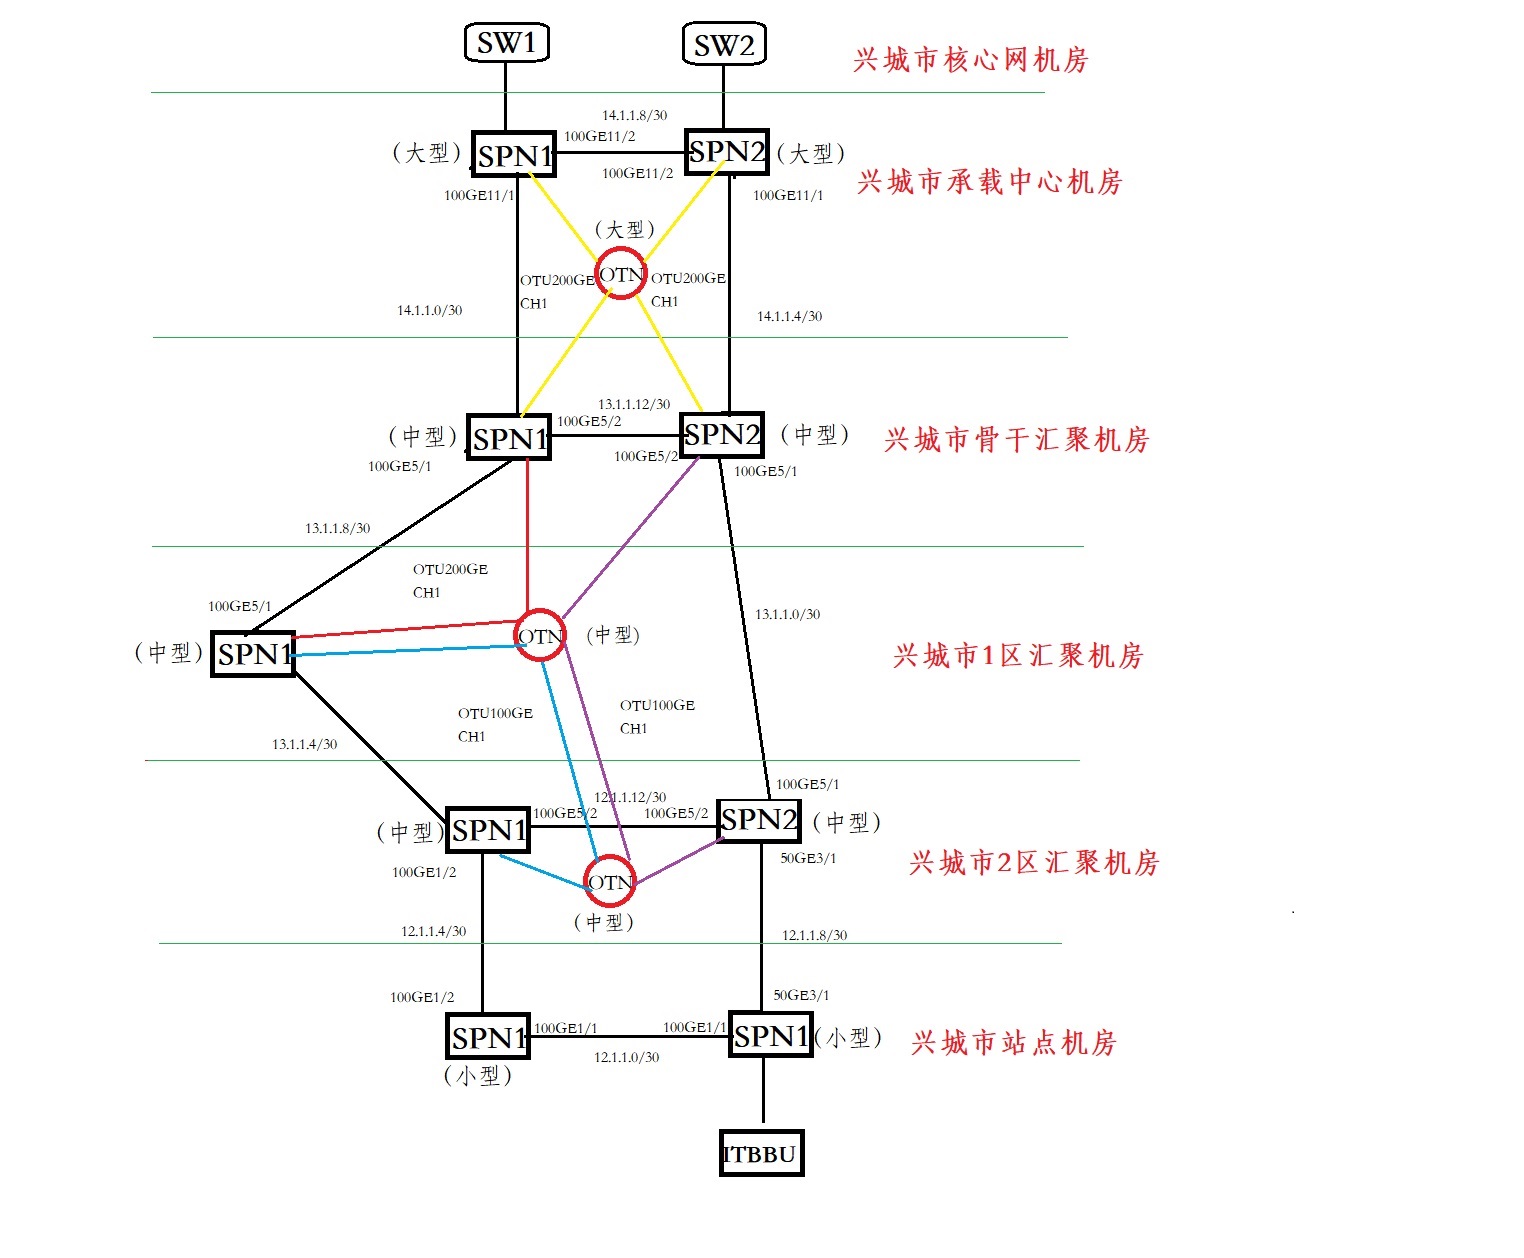 SW1
SW2
兴城市核心网机房
14.1.1.8/30
100GE11/2
(大型)
SPN1
SPN2
(大型)
100GE11/2
兴城市承载中心机房
100GE11/1
100GE11/1
(大型)
OTU200GE
CH1
OTN
OTU200GE
CH1
14.1.1.0/30
14.1.1.4/30
13.1.1.12/30
100GE5/2
(中型)
SPN1
SPN2
(中型)
兴城市骨干汇聚机房
100GE5/2
100GE5/1
100GE5/1
13.1.1.8/30
OTU200GE
CH1
100GE5/1
13.1.1.0/30
(中型)
SPN1
OTN
(中型)
兴城市1区汇聚机房
OTU100GE
CH1
OTU100GE
CH1
13.1.1.4/30
100GE5/1
12.1.1.12/30
100GE5/2
100GE5/2
(中型)
SPN1
SPN2
(中型)
兴城市2区汇聚机房
50GE3/1
100GE1/2
OTN
(中型)
12.1.1.4/30
12.1.1.8/30
100GE1/2
50GE3/1
SPN1
100GE1/1
100GE1/1
SPN1
(小型)
兴城市站点机房
12.1.1.0/30
(小型)
ITBBU